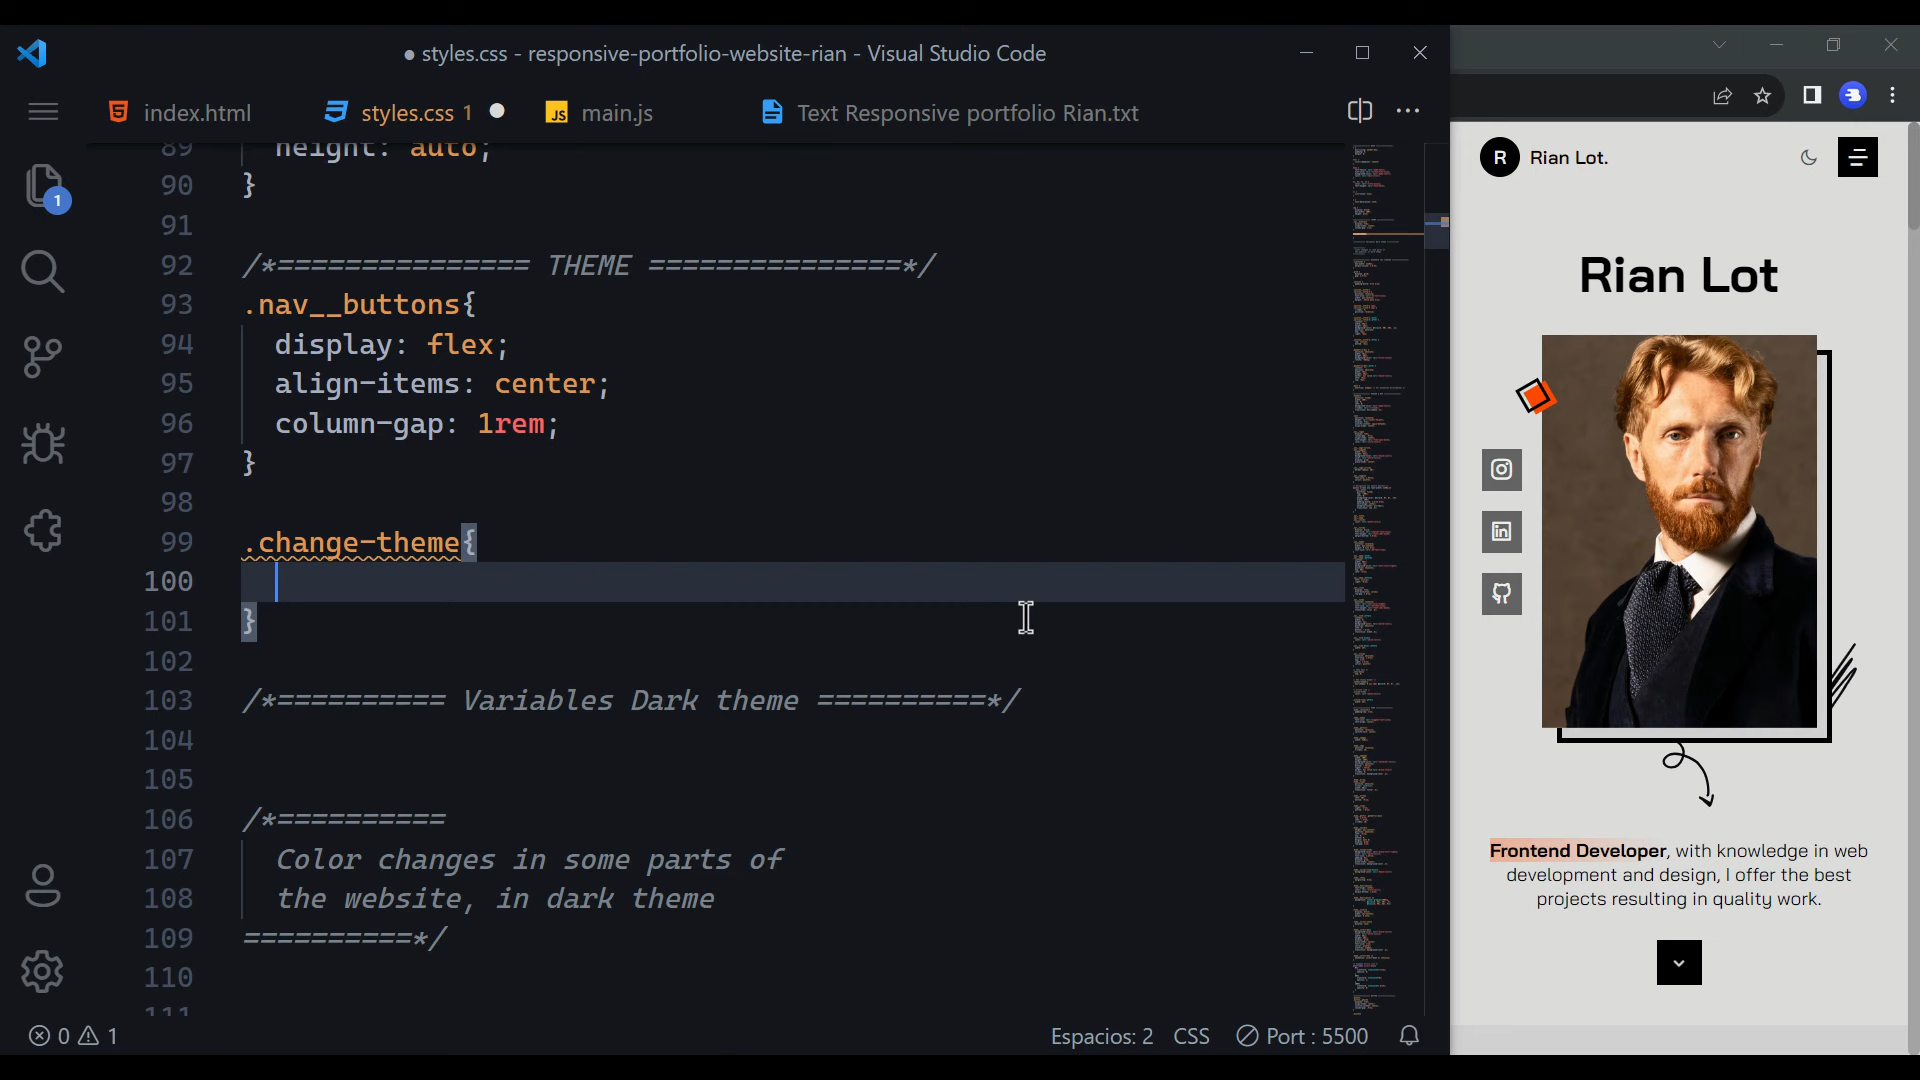 ● styles.css - responsive-portfolio-website-rian - Visual Studio Code
index.html
styles.css 1
JS main.js
Text Responsive portfolio Rian.txt
1
89 height: auto;
90 }
91
92 /*=============== THEME ===============*/
93 .nav__buttons{
94 display: flex;
95 align-items: center;
96 column-gap: 1rem;
97 }
98
99 .change-theme{
100
101 }
102
103 /*========== Variables Dark theme ==========*/
104
105
106 /*==========
107 Color changes in some parts of
108 the website, in dark theme
109 ==========*/
110
111
0 1
Espacios: 2 CSS Port : 5500
R Rian Lot.
Rian Lot
in
Frontend Developer, with knowledge in web
development and design, I offer the best
projects resulting in quality work.